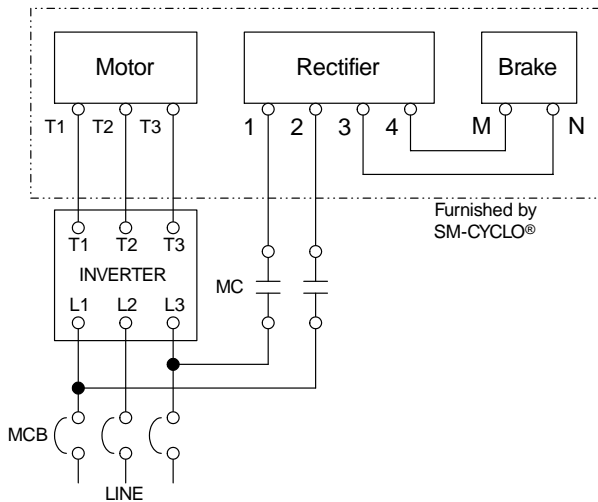 Motor Rectifier Brake
T1 T2 T3 1 2 3 4 M N
Furnished by
SM-CYCLO®
T1 T2 T3
INVERTER
MC
L1 L2 L3
MCB
LINE